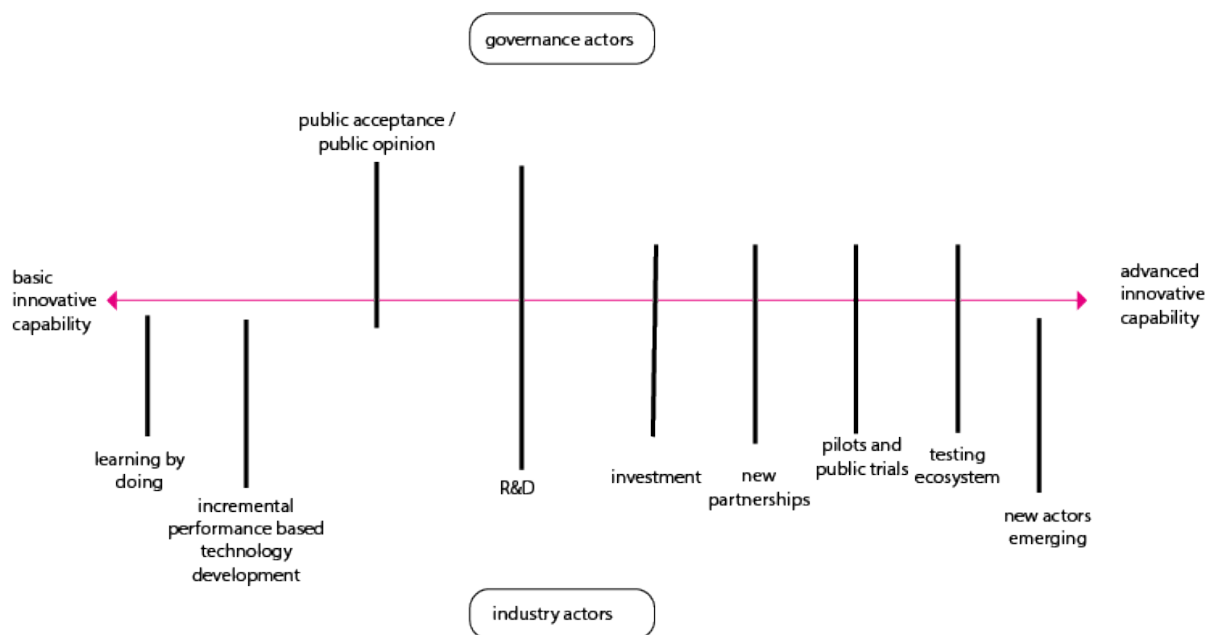 governance actors
public acceptance /
public opinion
basic
innovative
capability
advanced
innovative
capability
learning by
doing
incremental
performance based
technology
development
R&D
investment
new
partnerships
pilots and
public trials
testing
ecosystem
new actors
emerging
industry actors